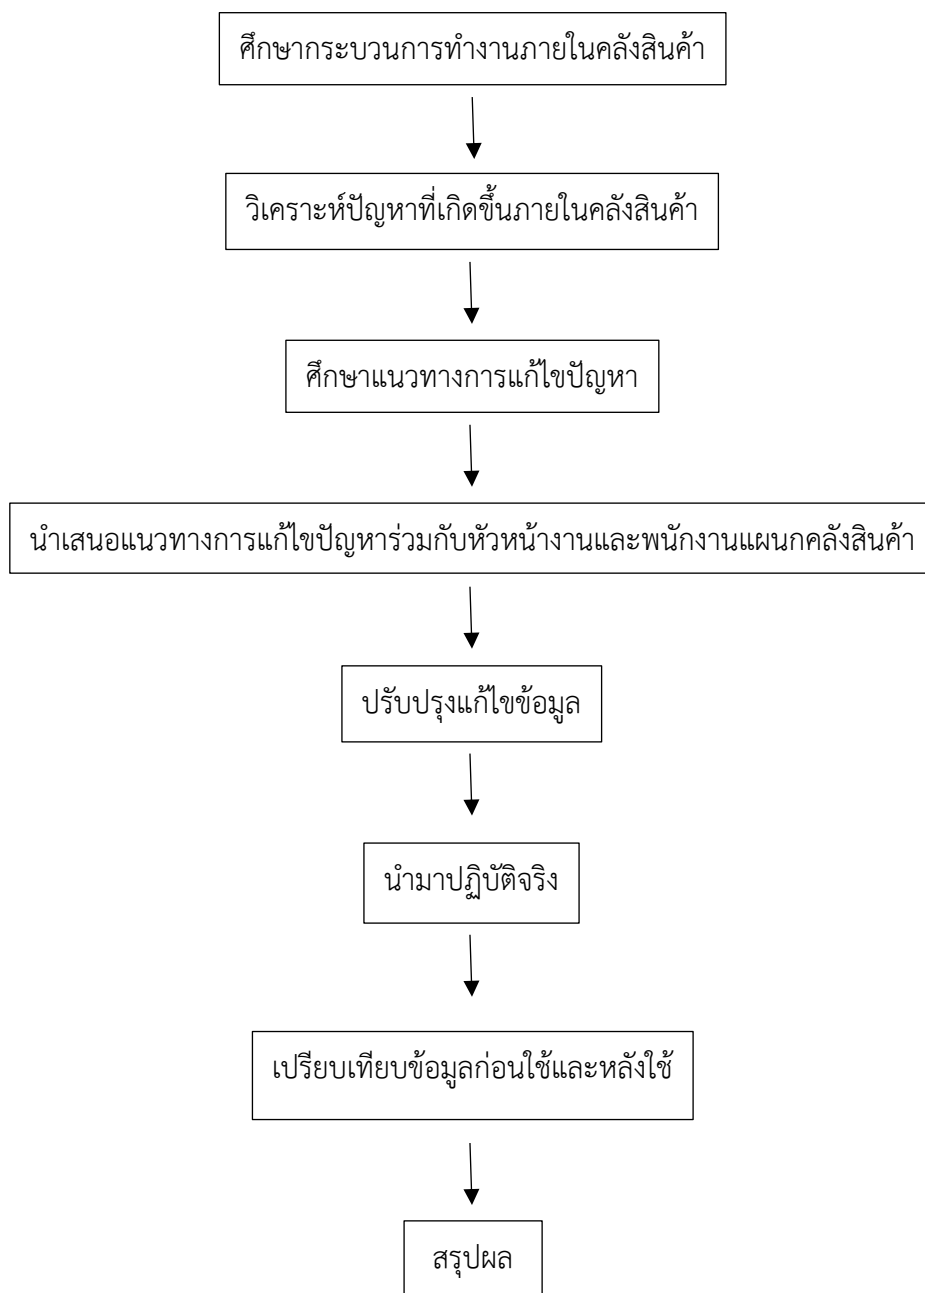 ศึกษากระบวนการทำงานภายในคลังสินค้า
วิเคราะห์ปัญหาที่เกิดขึ้นภายในคลังสินค้า
ศึกษาแนวทางการแก้ไขปัญหา
นำเสนอแนวทางการแก้ไขปัญหาร่วมกับหัวหน้างานและพนักงานแผนกคลังสินค้า
ปรับปรุงแก้ไขข้อมูล
นำมาปฏิบัติจริง
เปรียบเทียบข้อมูลก่อนใช้และหลังใช้
สรุปผล